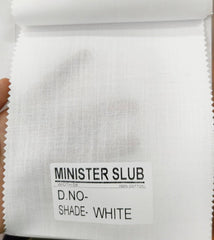 MINISTER SLUB
D.NO-
SHADE- WHITE